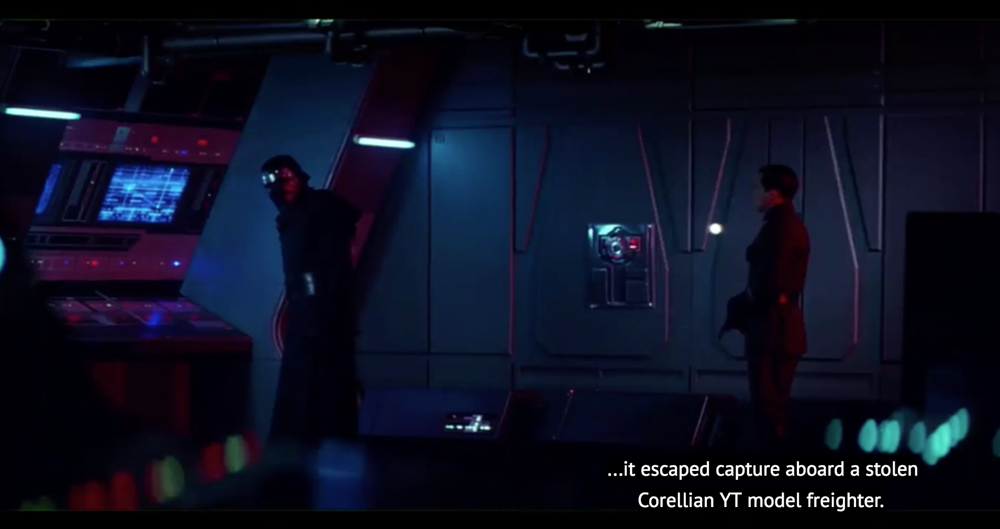 ...it escaped capture aboard a stolen
Corellian YT model freighter.